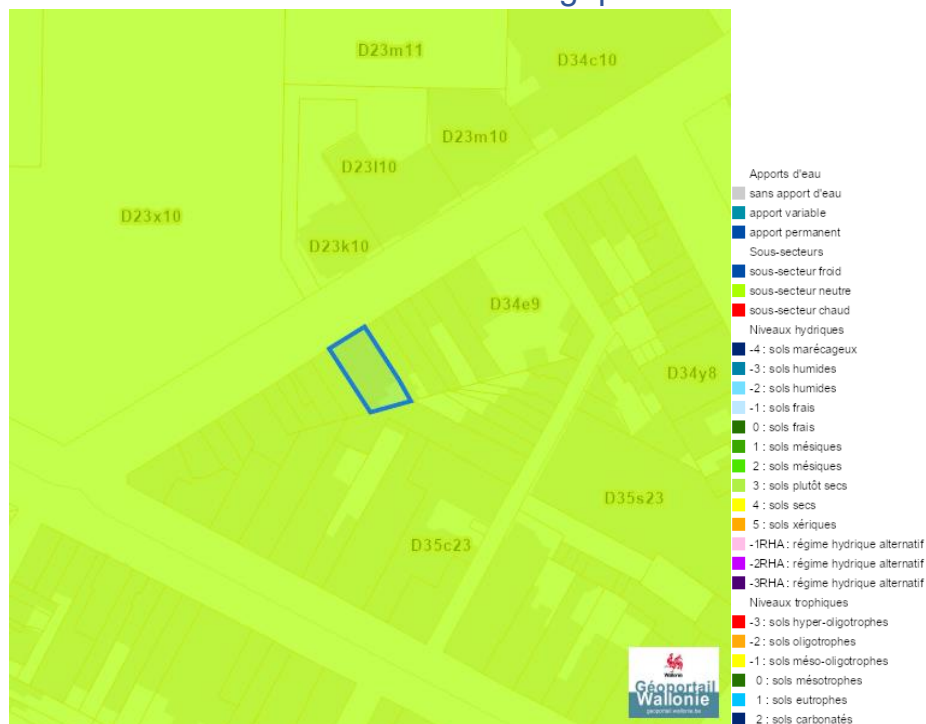 D23m11
D34c10
D23m10
D23l10
D23x10
D23k10
D34e9
D34y8
D35s23
D35c23
Wallonie
Géoportail
Wallonie
geoportail.wallonie.be
Apports d'eau
sans apport d'eau
apport variable
apport permanent
Sous-secteurs
sous-secteur froid
sous-secteur neutre
sous-secteur chaud
Niveaux hydriques
-4 : sols marécageux
-3 : sols humides
-2 : sols humides
-1 : sols frais
0 : sols frais
1 : sols mésiques
2 : sols mésiques
3 : sols plutôt secs
4 : sols secs
5 : sols xériques
-1RHA : régime hydrique alternatif
-2RHA : régime hydrique alternatif
-3RHA : régime hydrique alternatif
Niveaux trophiques
-3 : sols hyper-oligotrophes
-2 : sols oligotrophes
-1 : sols méso-oligotrophes
0 : sols mésotrophes
1 : sols eutrophes
2 : sols carbonatés